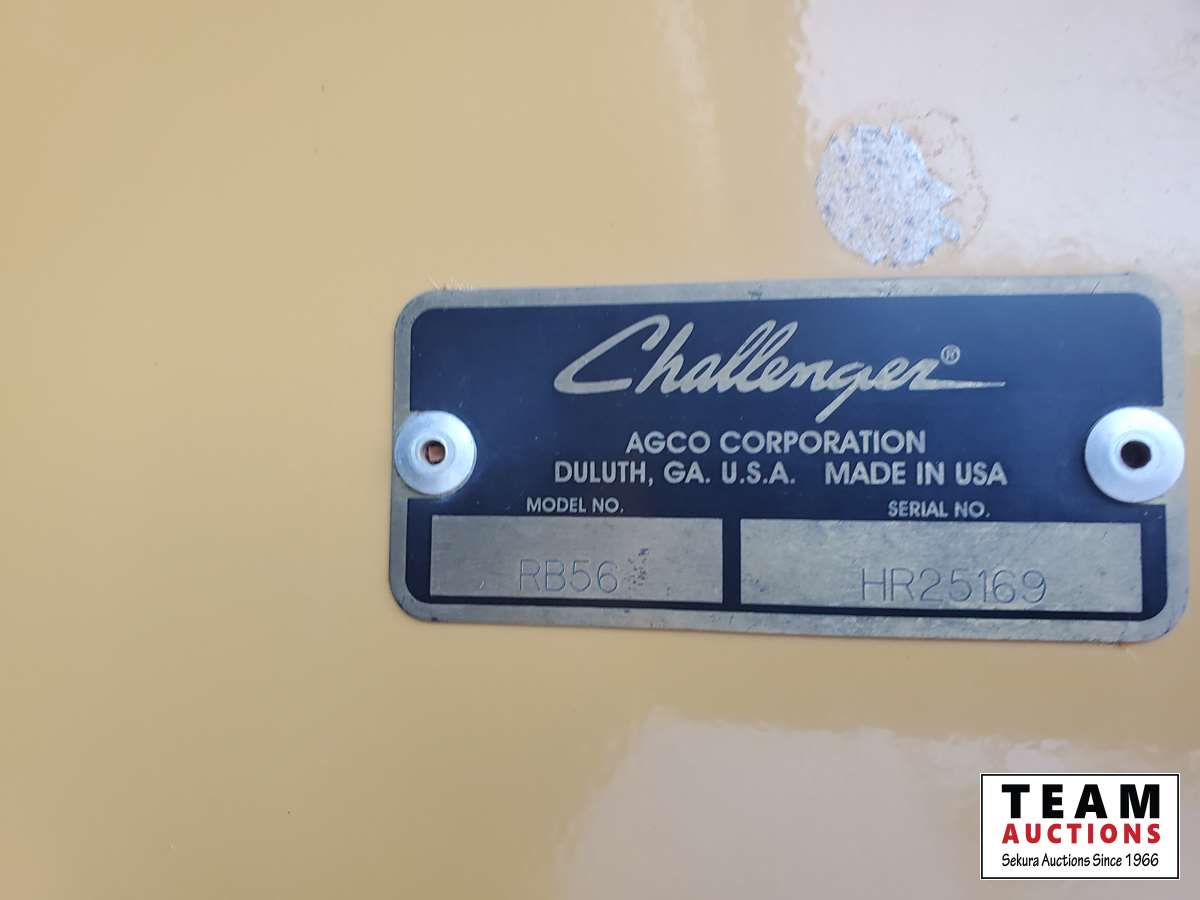 Challenger®
AGCO CORPORATION
DULUTH, GA. U.S.A. MADE IN USA
MODEL NO. SERIAL NO.
RB56 HR25169
TEAM
AUCTIONS
Sekura Auctions Since 1966